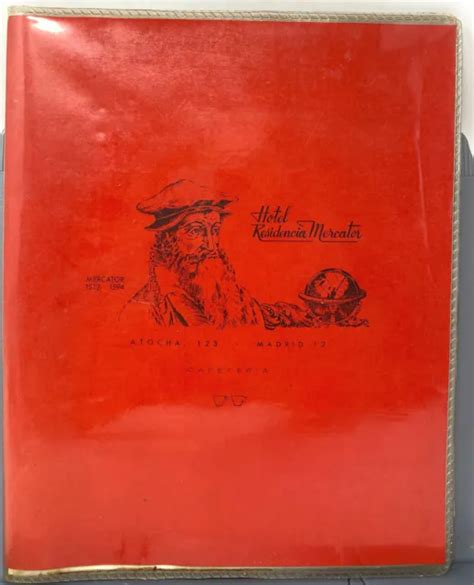 Hotel
Residencia Mercator
MERCATOR
1512 - 1594
ATOCHA, 123 - MADRID-12
CAFETERIA